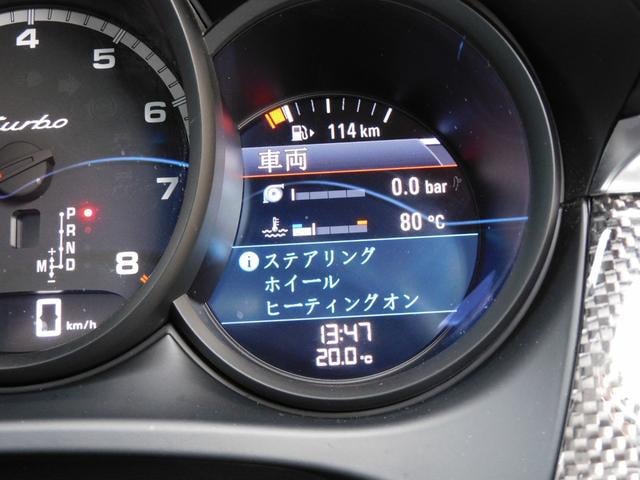 4
5
6
7
8
turbo
P
R
N
D
+
M
-
0 km/h
114 km
車両
0.0 bar
80 °C
i ステアリング
ホイール
ヒーティングオン
13:47
20.0 °C